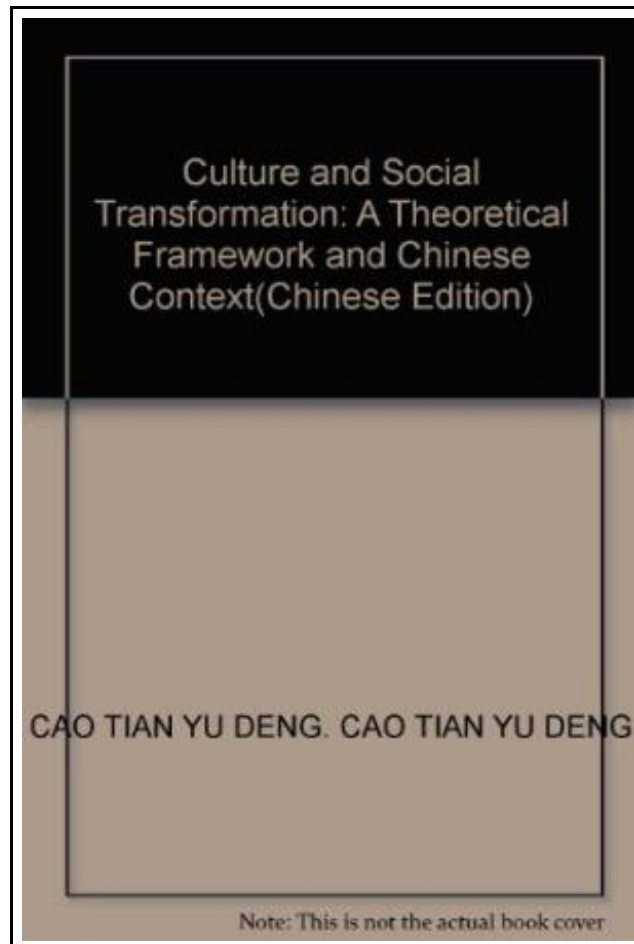 Culture and Social
Transformation: A Theoretical
Framework and Chinese
Context(Chinese Edition)
CAO TIAN YU DENG. CAO TIAN YU DENG
Note: This is not the actual book cover